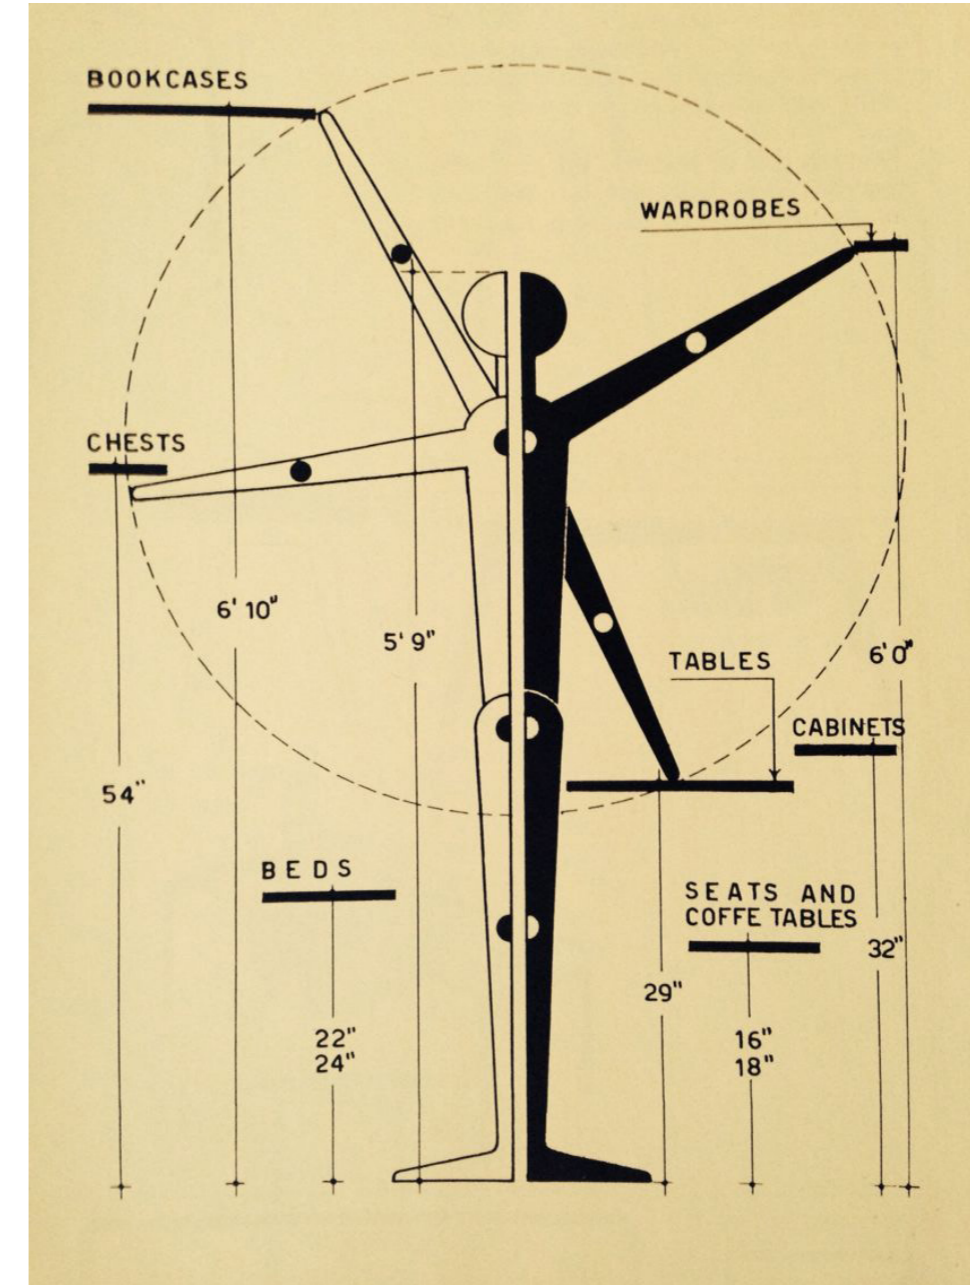 BOOKCASES
WARDROBES
CHESTS
6' 10"
5' 9"
6' 0"
TABLES
CABINETS
54"
BEDS
SEATS AND
COFFE TABLES
32"
29"
22"
24"
16"
18"